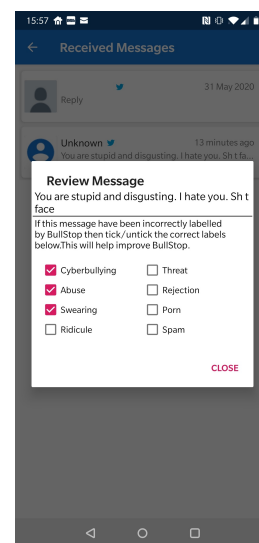 15:57
Received Messages
31 May 2020
Reply
Unknown 13 minutes ago
You are stupid and disgusting. I hate you. Sh t fa...
Review Message
You are stupid and disgusting. I hate you. Sh t
face
If this message have been incorrectly labelled
by BullStop then tick/untick the correct labels
below.This will help improve BullStop.
Cyberbullying Threat
Abuse Rejection
Swearing Porn
Ridicule Spam
CLOSE